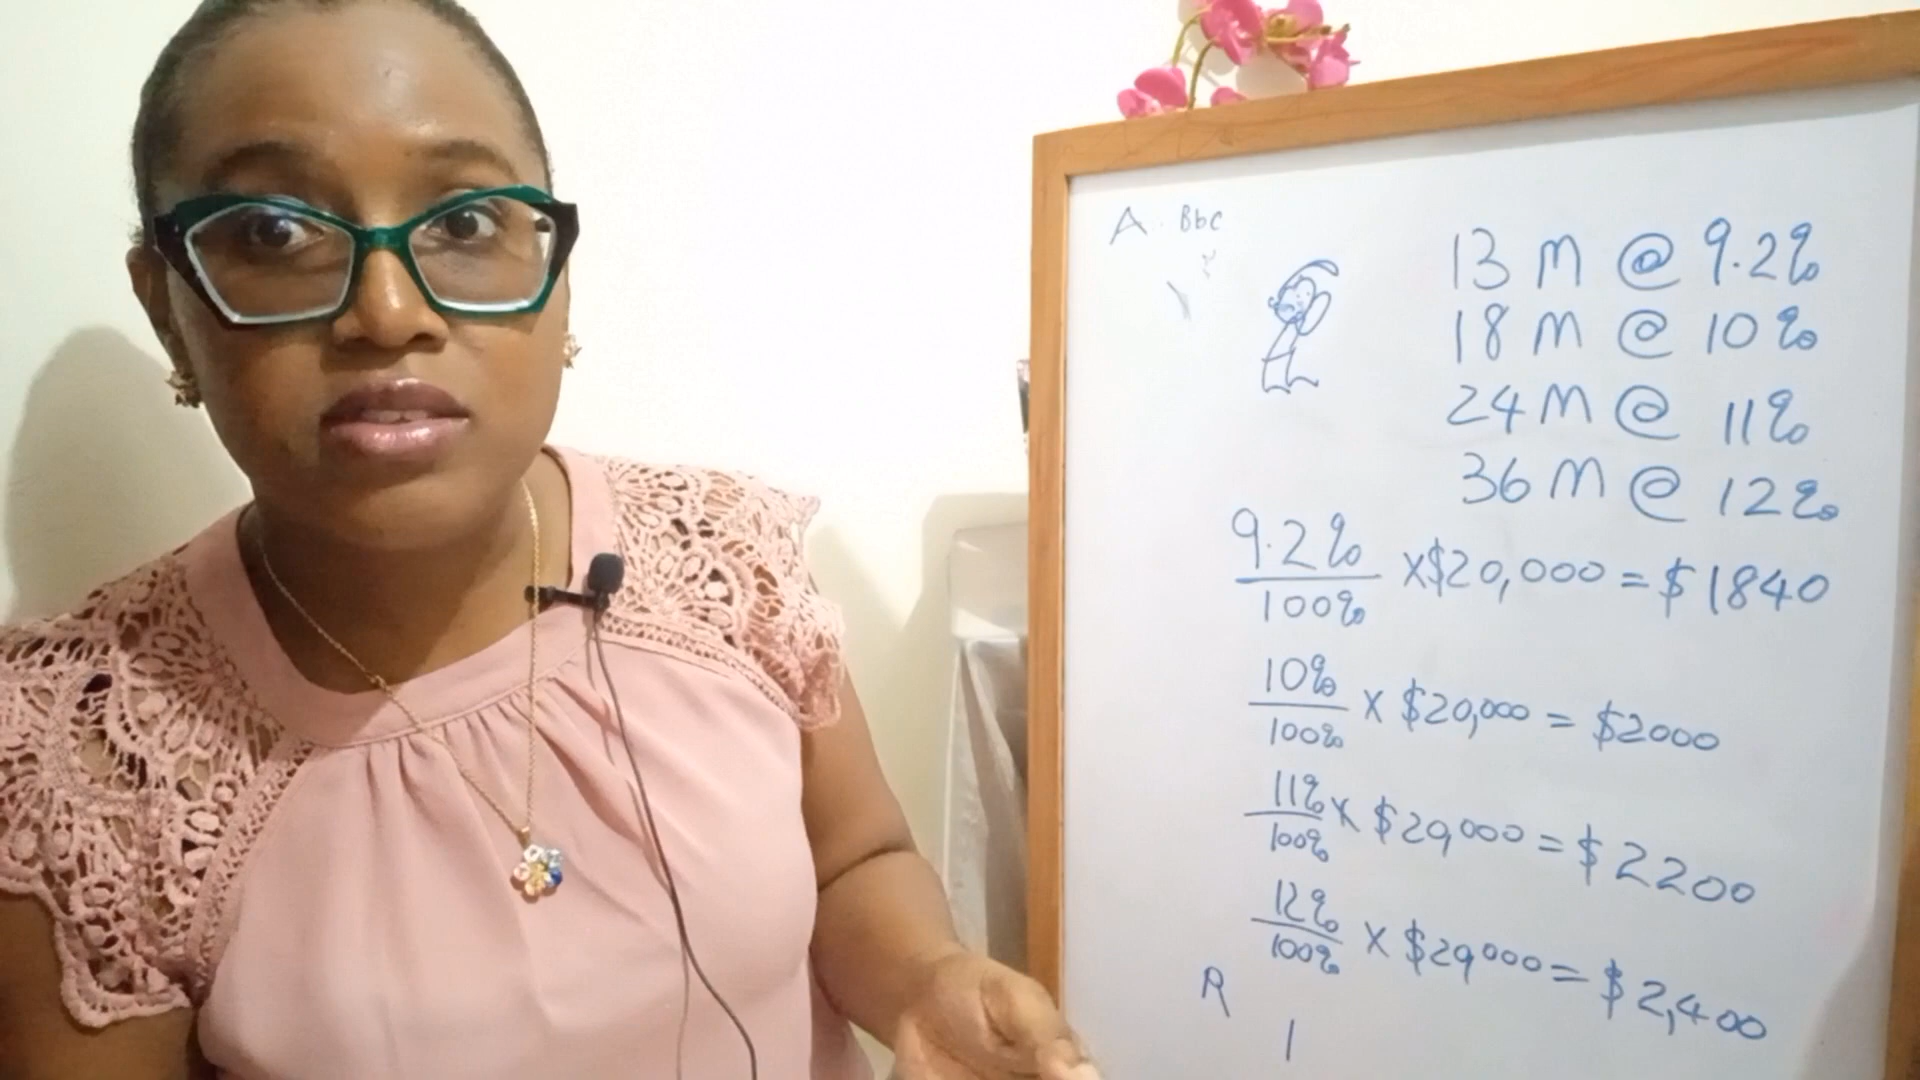 A. Bbc
13 M @ 9.2%
18 M @ 10%
24 M @ 11%
36 M @ 12%
9.2%
100%
x$20,000 = $1840
10%
100%
x $20,000 = $2000
11%
100%
x $20,000 = $2200
12%
100%
x $20,000 = $2,400
R
1